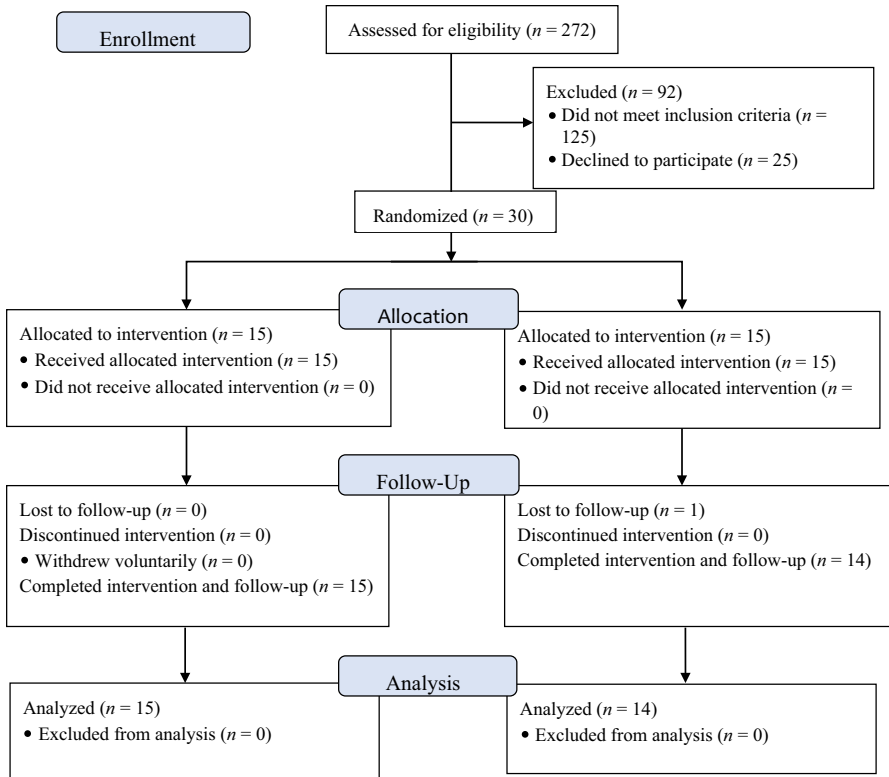 Enrollment
Assessed for eligibility (n = 272)
Excluded (n = 92)
• Did not meet inclusion criteria (n =
125)
• Declined to participate (n = 25)
Randomized (n = 30)
Allocation
Allocated to intervention (n = 15)
• Received allocated intervention (n = 15)
• Did not receive allocated intervention (n = 0)
Allocated to intervention (n = 15)
• Received allocated intervention (n = 15)
• Did not receive allocated intervention (n =
0)
Follow-Up
Lost to follow-up (n = 0)
Discontinued intervention (n = 0)
• Withdrew voluntarily (n = 0)
Completed intervention and follow-up (n = 15)
Lost to follow-up (n = 1)
Discontinued intervention (n = 0)
Completed intervention and follow-up (n = 14)
Analysis
Analyzed (n = 15)
• Excluded from analysis (n = 0)
Analyzed (n = 14)
• Excluded from analysis (n = 0)